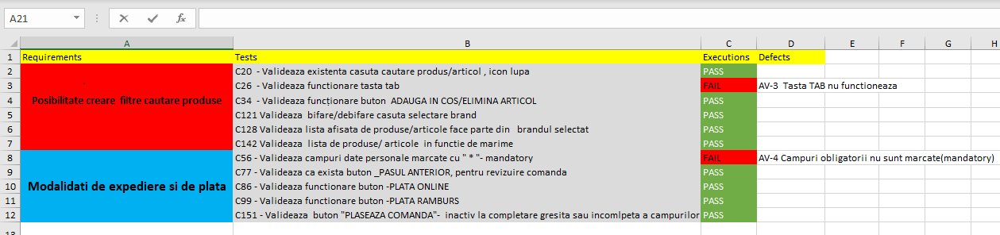 A21 fx
A B C D E F G H
1 Requirements Tests Executions Defects
2 C20 - Valideaza existenta casuta cautare produs/articol , icon lupa PASS
3 C26 - Valideaza functionare tasta tab FAIL AV-3 Tasta TAB nu functioneaza
4 Posibilitate creare filtre cautare produse C34 - Valideaza funcționare buton ADAUGA IN COS/ELIMINA ARTICOL PASS
5 C121 Valideaza bifare/debifare casuta selectare brand PASS
6 C128 Valideaza lista afisata de produse/articole face parte din brandul selectat PASS
7 C142 Valideaza lista de produse/ articole in functie de marime PASS
8 C56 - Valideaza campuri date personale marcate cu " * "- mandatory FAIL AV-4 Campuri obligatorii nu sunt marcate(mandatory)
9 C77 - Valideaza ca exista buton _PASUL ANTERIOR, pentru revizuire comanda PASS
10 Modalidati de expediere si de plata C86 - Valideaza functionere buton -PLATA ONLINE PASS
11 C99 - Valideaza functionere buton -PLATA RAMBURS PASS
12 C151 - Valideaza buton "PLASEAZA COMANDA"- inactiv la completare gresita sau incomlpeta a campurilor PASS
13